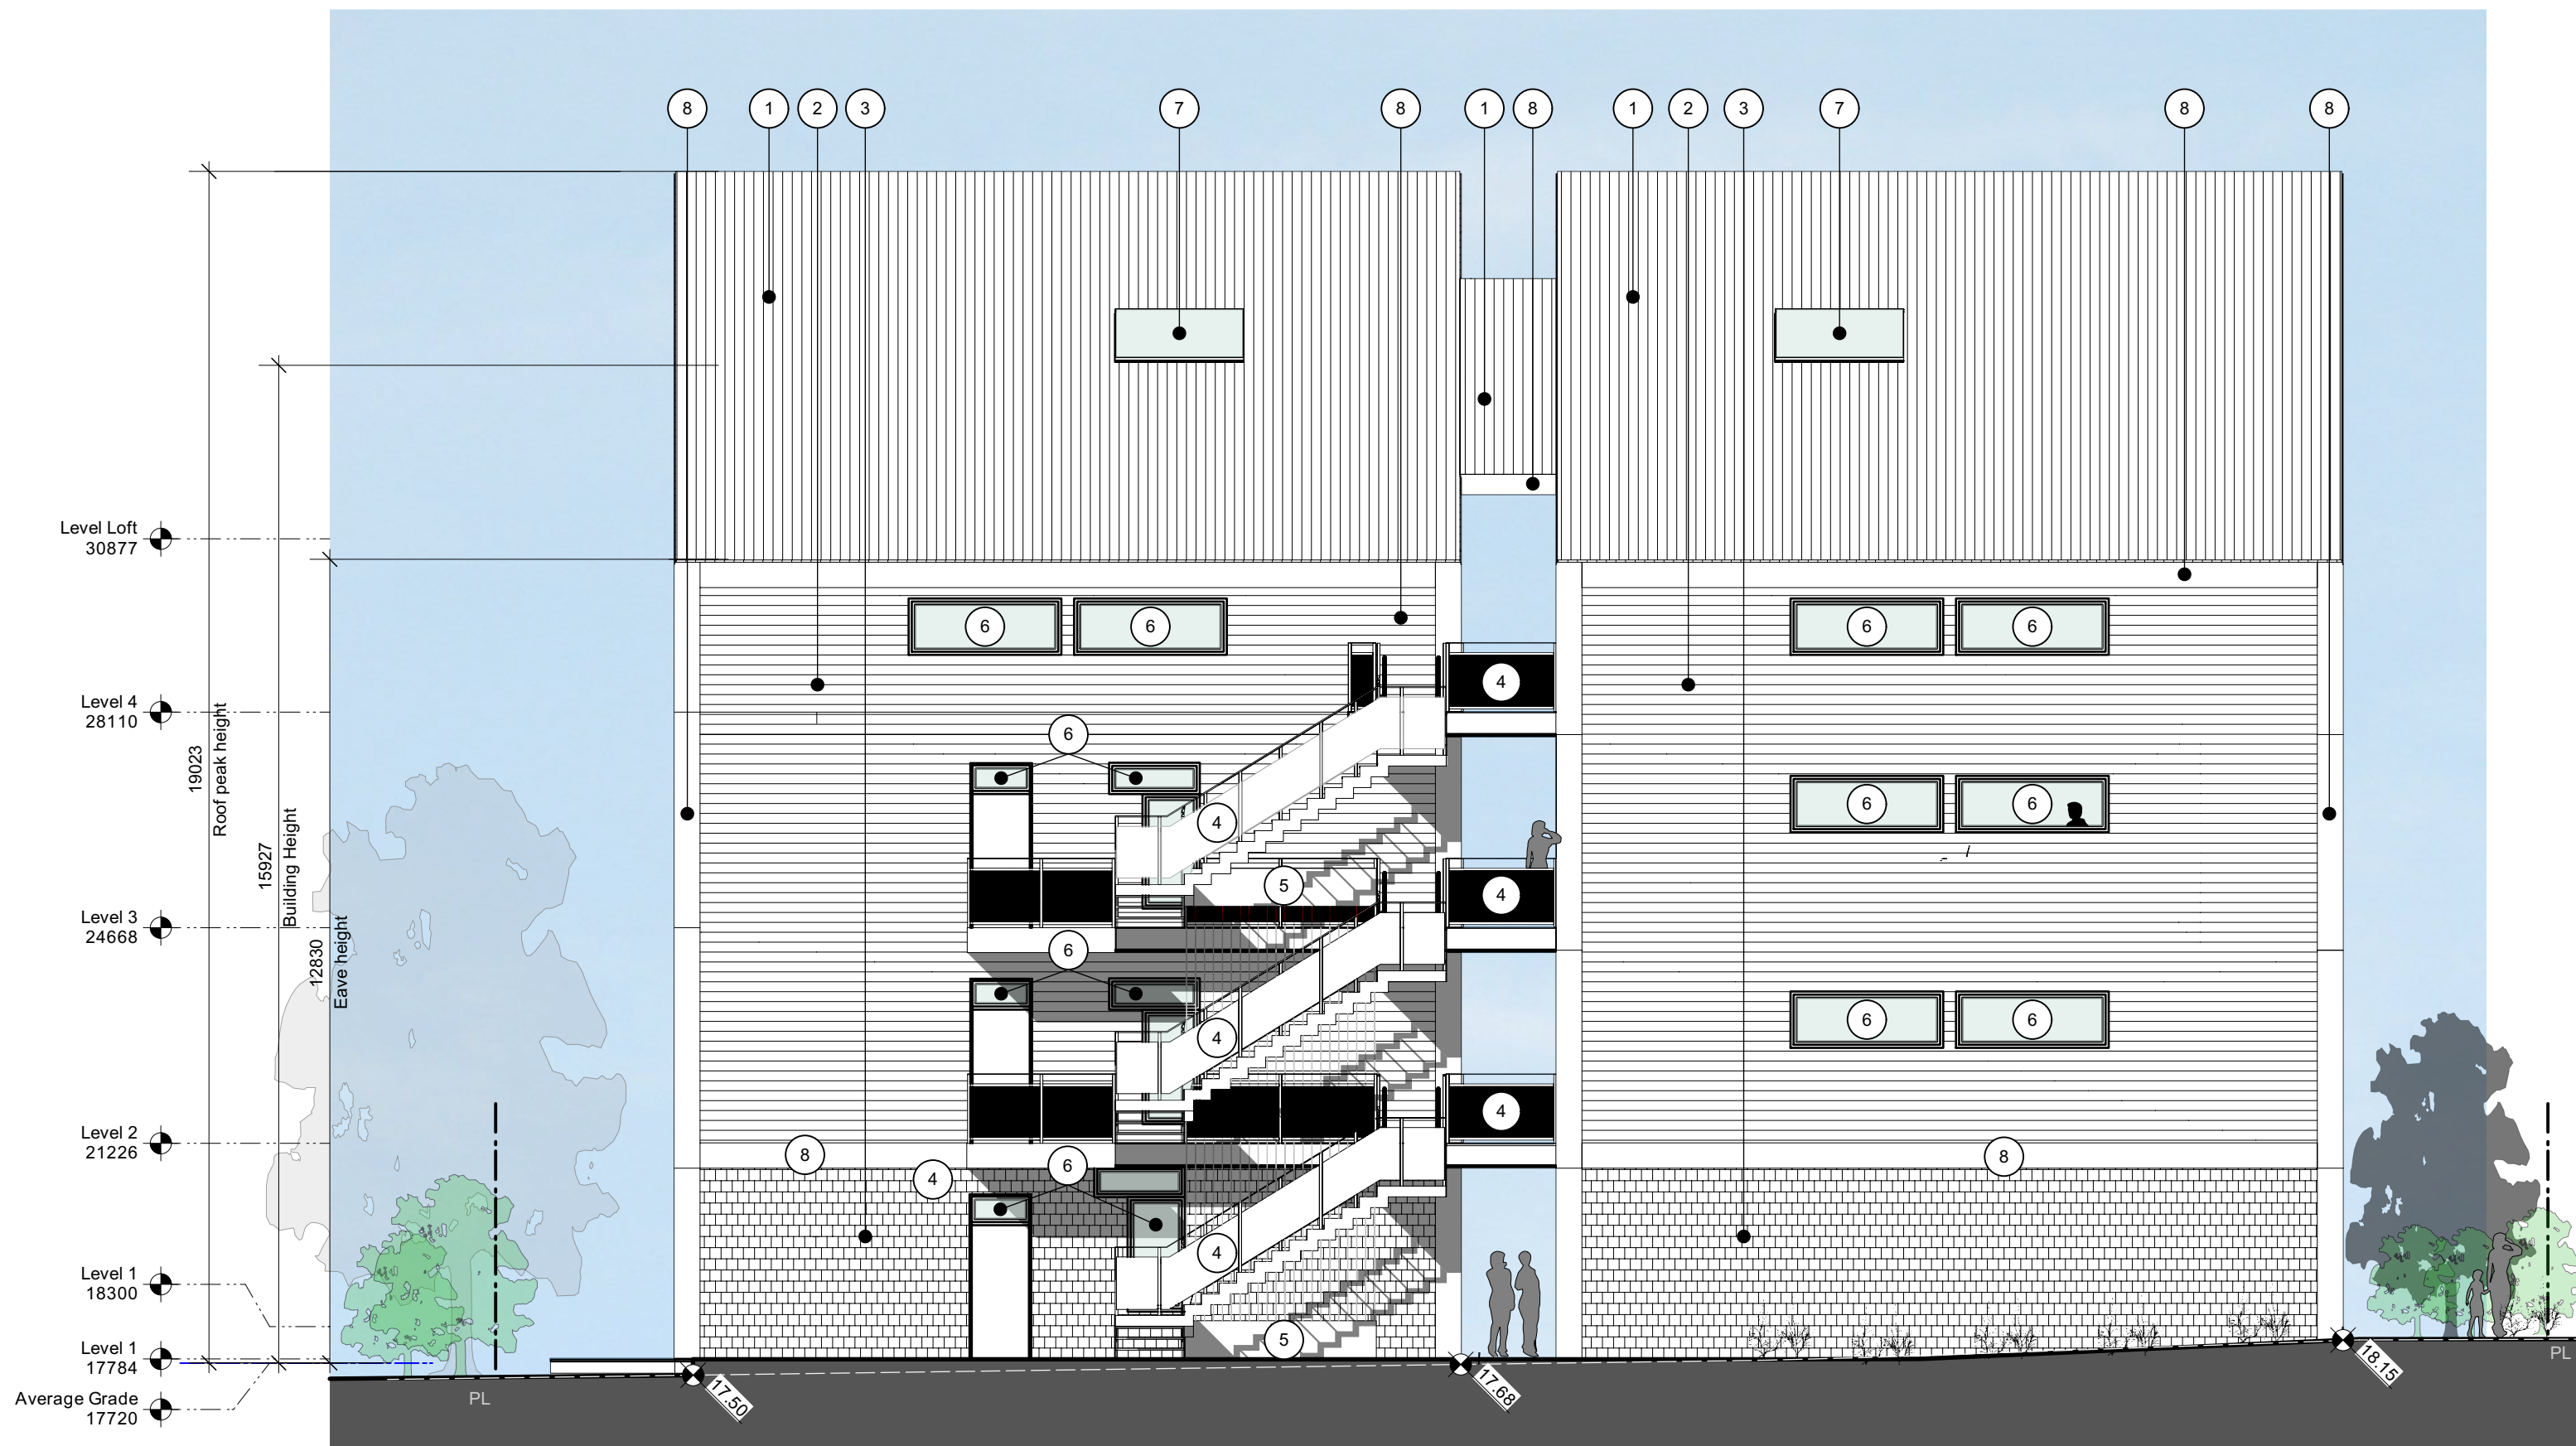 8 1 2 3 7 8 1 8 1 2 3 7 8 8
Level Loft
30877
6 6 6 6
4
Level 4
28110
Roof peak height
19023
6
6 6
4
15927
Building Height
5
4
Level 3
24668
12830
Eave height
6
6 6
4
4
Level 2
21226
8
6
8
4
4
Level 1
18300
5
Level 1
17784
Average Grade
17720
PL
17.50
17.68
18.15
PL